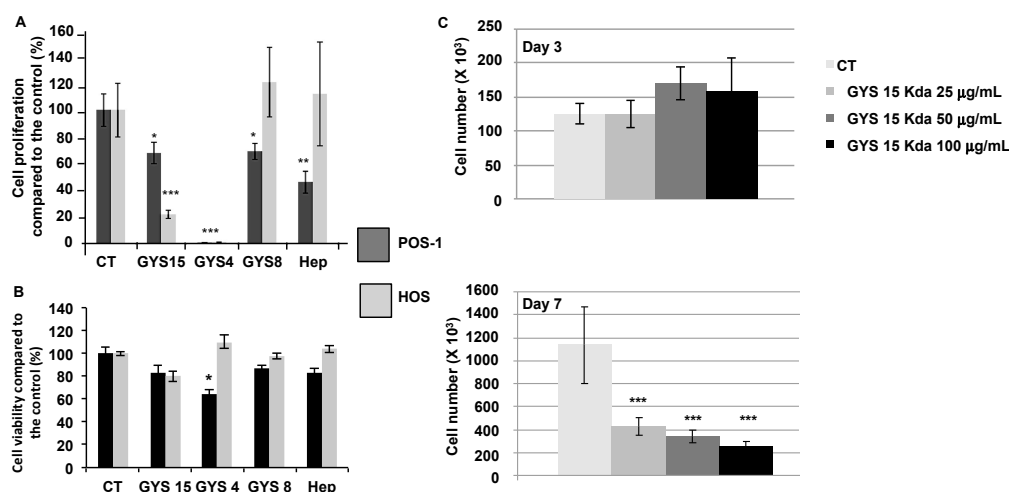 A
Cell proliferation
compared to the control (%)
160
140
120
100
80
60
40
20
0
*
***
***
*
**
CT
GYS15
GYS4
GYS8
Hep
POS-1
HOS
B
Cell viability compared to
the control (%)
140
120
100
80
60
40
20
0
*
CT
GYS 15
GYS 4
GYS 8
Hep
C
Day 3
Cell number (X 10³)
250
200
150
100
50
0
CT
GYS 15 Kda 25 µg/mL
GYS 15 Kda 50 µg/mL
GYS 15 Kda 100 µg/mL
Day 7
Cell number (X 10³)
1600
1400
1200
1000
800
600
400
200
0
***
***
***